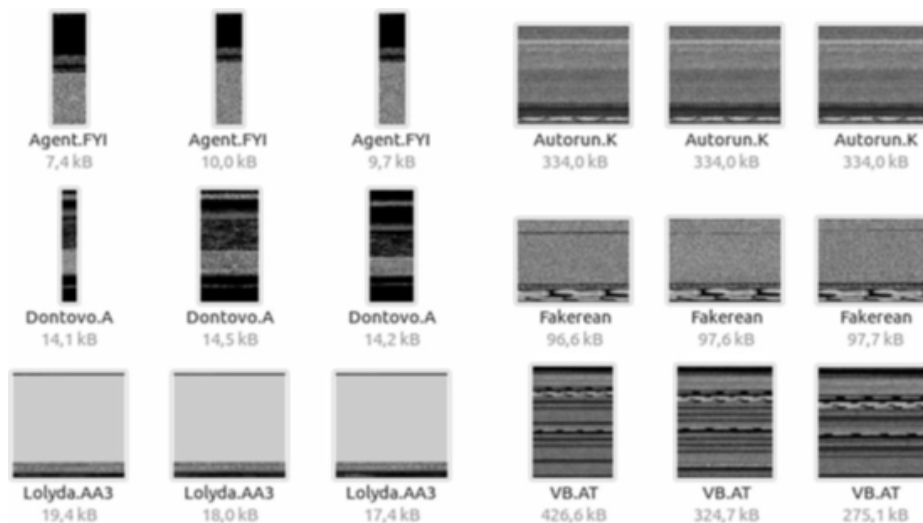 Agent.FYI Agent.FYI Agent.FYI Autorun.K Autorun.K Autorun.K
7,4 kB 10,0 kB 9,7 kB 334,0 kB 334,0 kB 334,0 kB
Dontovo.A Dontovo.A Dontovo.A Fakerean Fakerean Fakerean
14,1 kB 14,5 kB 14,2 kB 96,6 kB 97,6 kB 97,7 kB
Lolyda.AA3 Lolyda.AA3 Lolyda.AA3 VB.AT VB.AT VB.AT
19,4 kB 18,0 kB 17,4 kB 426,6 kB 324,7 kB 275,1 kB